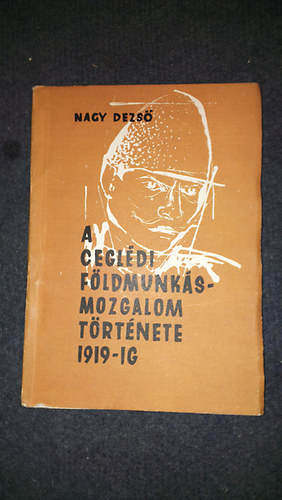 NAGY DEZSŐ
A
CEGLÉDI
FÖLDMUNKÁS-
MOZGALOM
TÖRTÉNETE
1919-IG